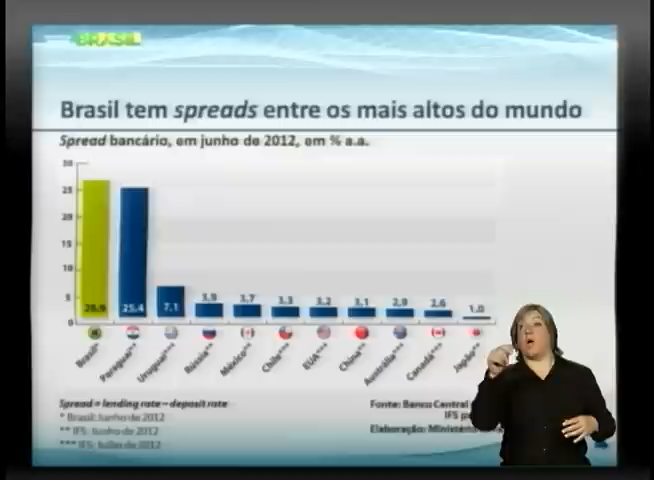 BRASIL
Brasil tem spreads entre os mais altos do mundo
Spread bancário, em junho de 2012, em % a.a.
30
25
20
15
10
5
0
26,9 25,4 7,1 3,9 3,7 3,3 3,2 3,1 2,9 2,6 1,0
Brasil* Paraguai** Uruguai*** Rússia** México** Chile*** EUA*** China*** Austrália** Canadá*** Japão**
Spread = lending rate – deposit rate
* Brasil: Junho de 2012
** IFS: Junho de 2012
*** IFS: Julho de 2012
Fonte: Banco Central
IFS
Elaboração: